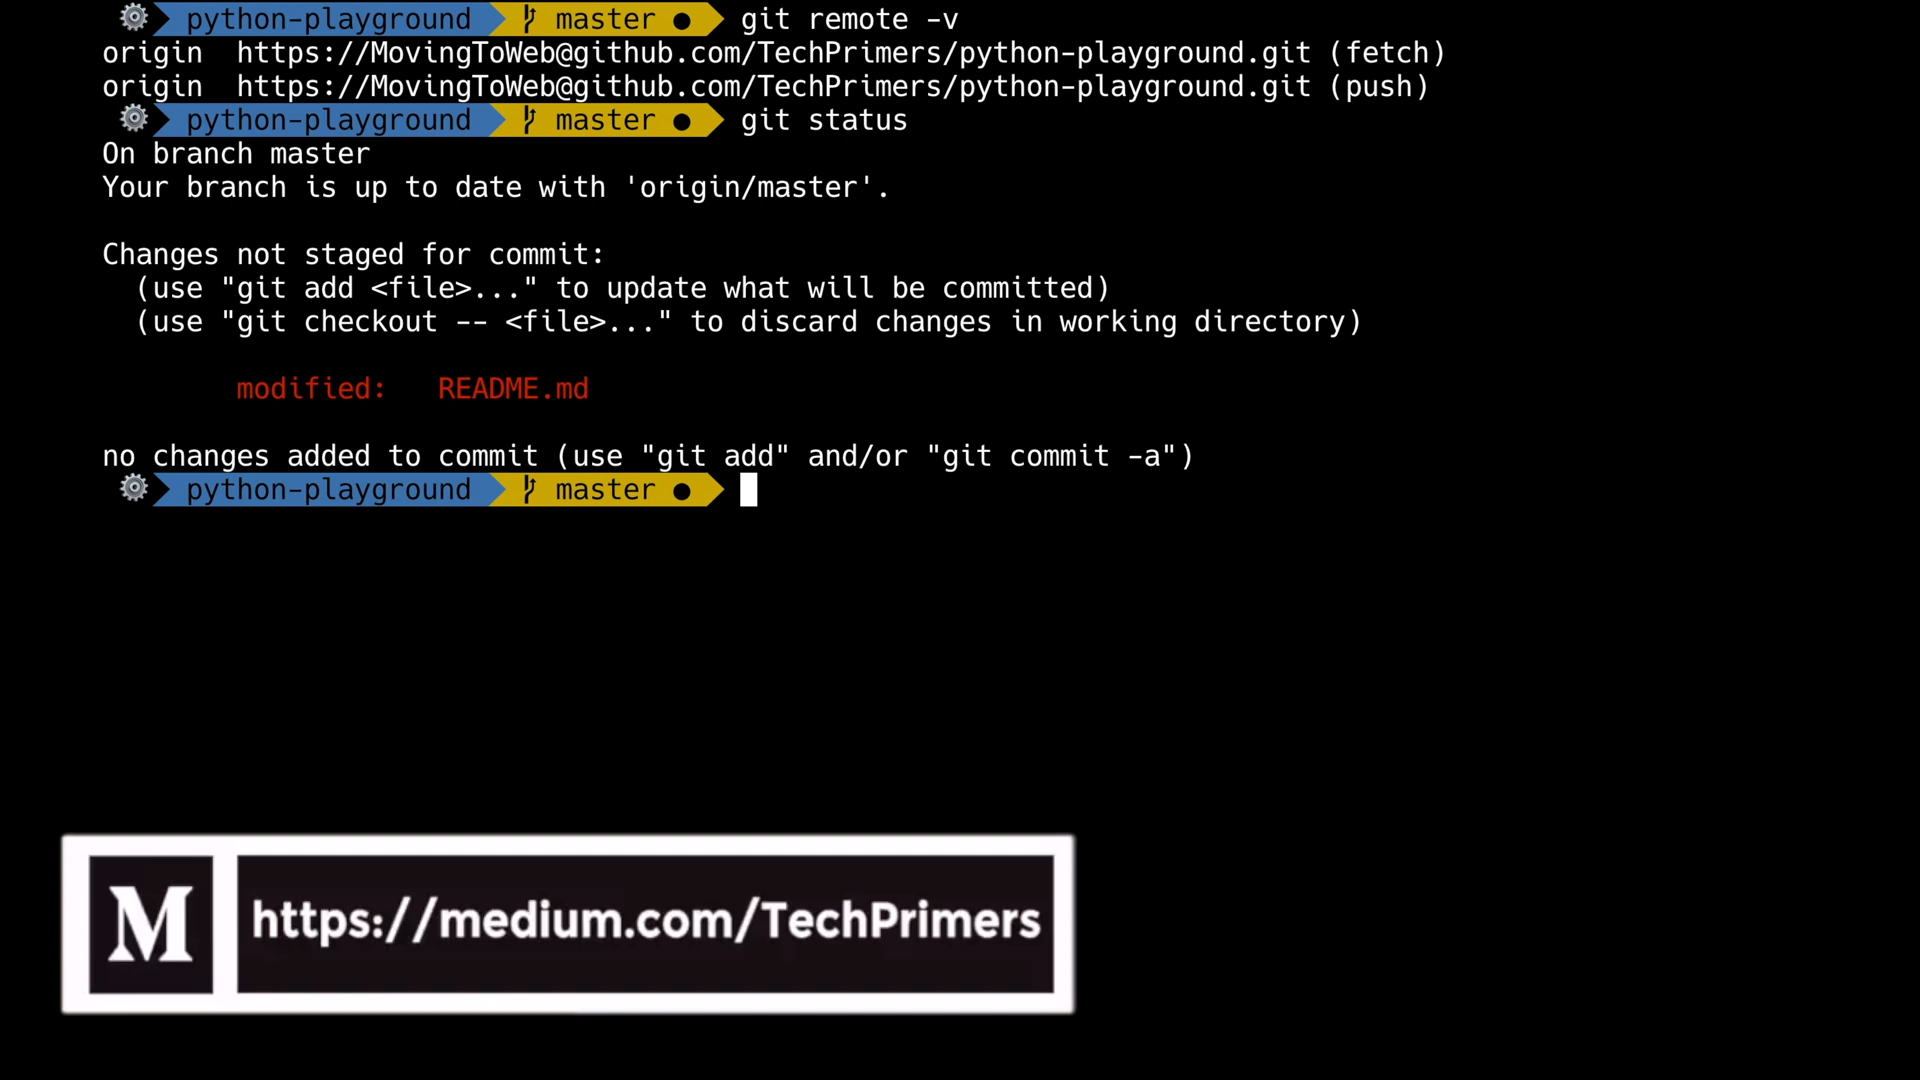 python-playground master ● git remote -v
origin  https://MovingToWeb@github.com/TechPrimers/python-playground.git (fetch)
origin  https://MovingToWeb@github.com/TechPrimers/python-playground.git (push)
python-playground master ● git status
On branch master
Your branch is up to date with 'origin/master'.
Changes not staged for commit:
  (use "git add <file>..." to update what will be committed)
  (use "git checkout -- <file>..." to discard changes in working directory)
        modified:   README.md
no changes added to commit (use "git add" and/or "git commit -a")
python-playground master ●
M https://medium.com/TechPrimers